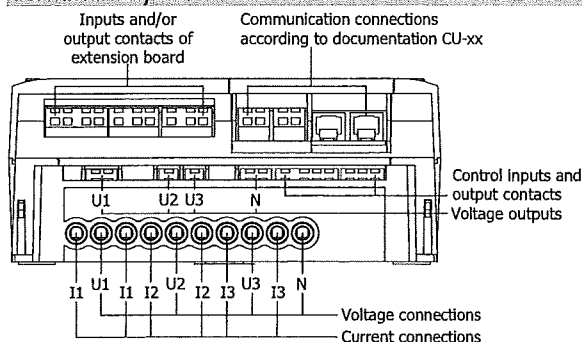 Inputs and/or
output contacts of
extension board
Communication connections
according to documentation CU-xx
Control inputs and
output contacts
Voltage outputs
U1 U2 U3 N
I1 U1 I1 I2 U2 I2 I3 U3 I3 N
Voltage connections
Current connections